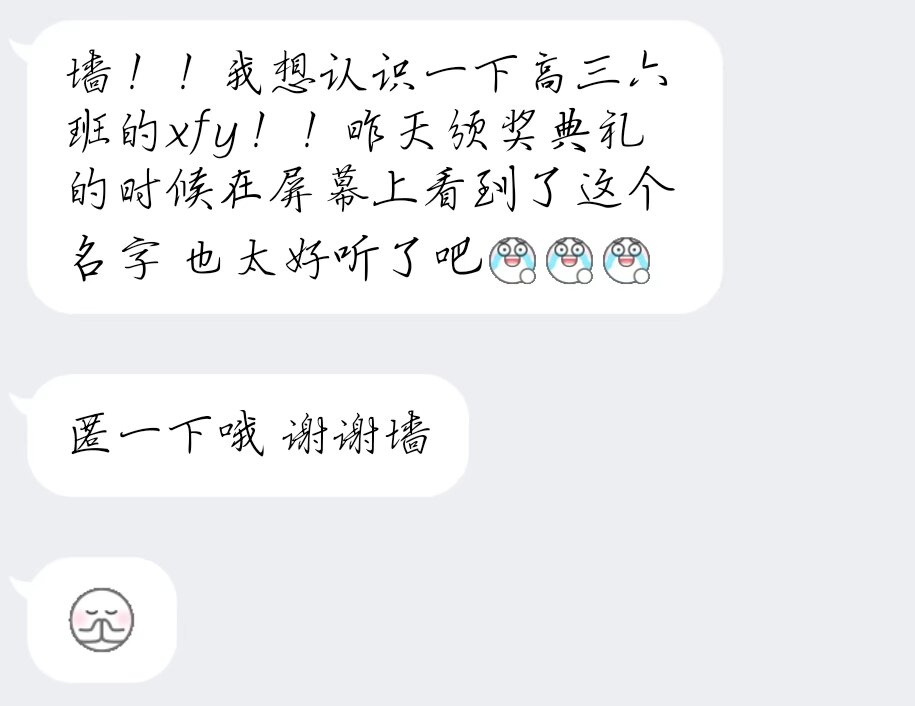 墙！！我想认识一下高三六
班的xfy！！昨天颁奖典礼
的时候在屏幕上看到了这个
名字 也太好听了吧
匿一下哦 谢谢墙